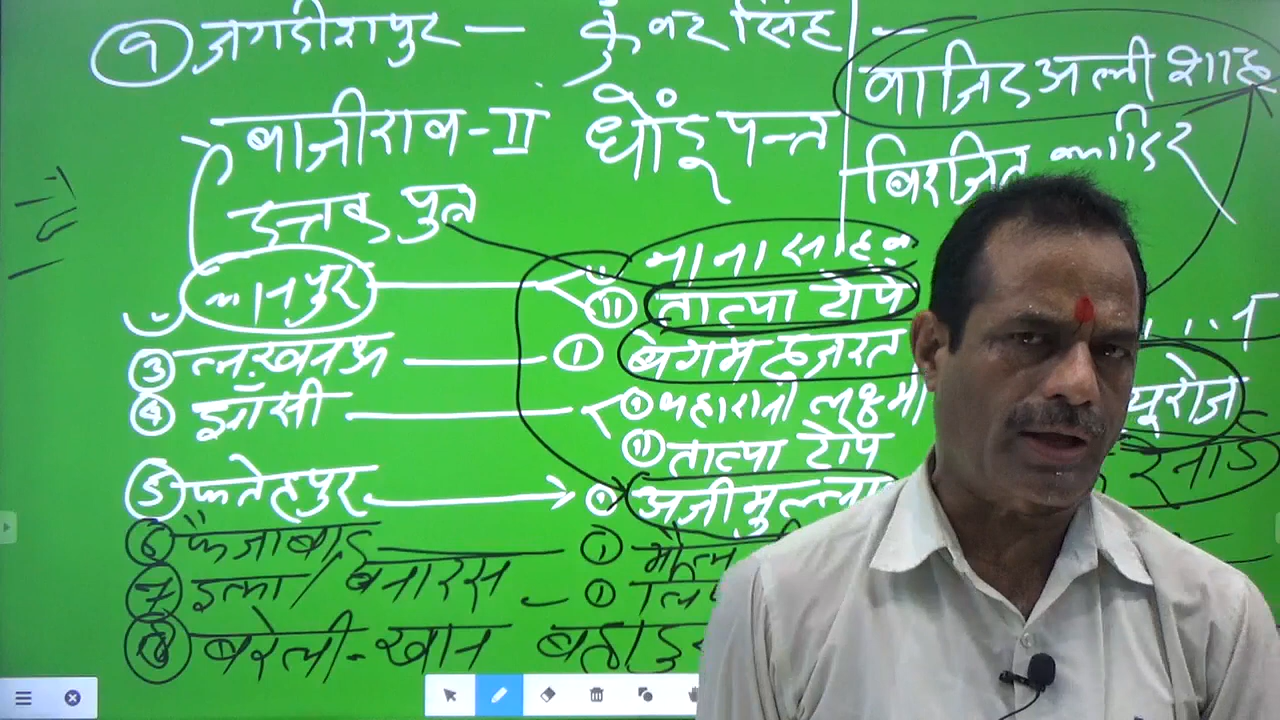 ९ जगदीशपुर — कुँवर सिंह —
वाजिद अली शाह
बाजीराव-II धोंडू पन्त
बिरजित कादिर
दत्तक पुत्र
नाना साहब
कानपुर
ii तात्या टोपे
③ लखनऊ — ① बेगम हजरत
④ झाँसी — ① महारानी लक्ष्मी
यूरोज
ii तात्या टोपे
⑤ फतेहपुर → ① अजीमुल्ला
⑥ फैजाबाद — ①
⑦ इला / बनारस — ①
⑧ बरेली - खान बहादु